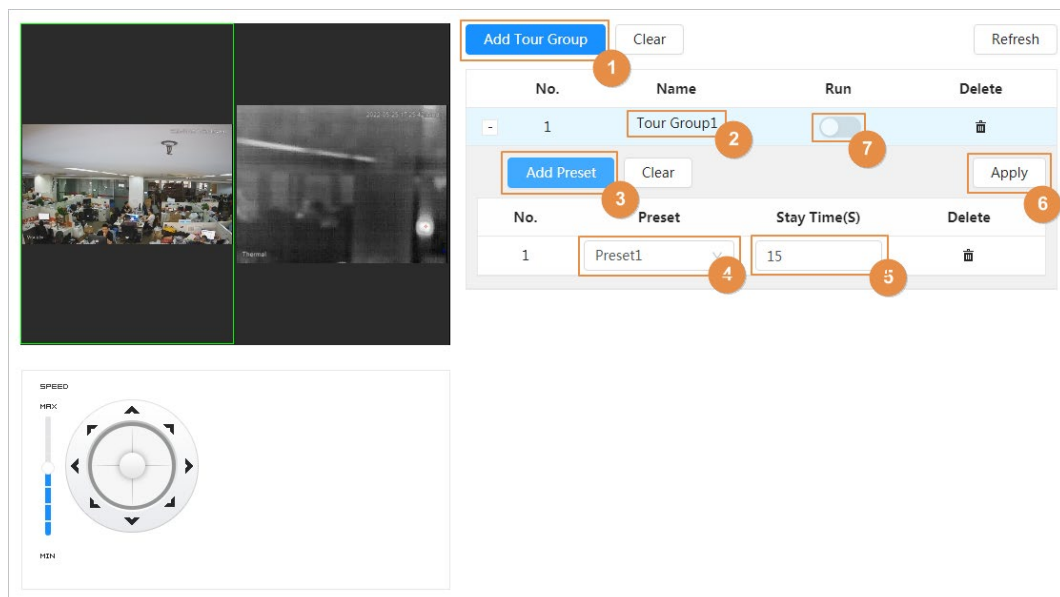 Add Tour Group
Clear
Refresh
1
No.
Name
Run
Delete
-
1
Tour Group1
2
7
Add Preset
Clear
Apply
3
6
No.
Preset
Stay Time(S)
Delete
1
Preset1
15
4
5
Thermal
SPEED
MAX
MIN